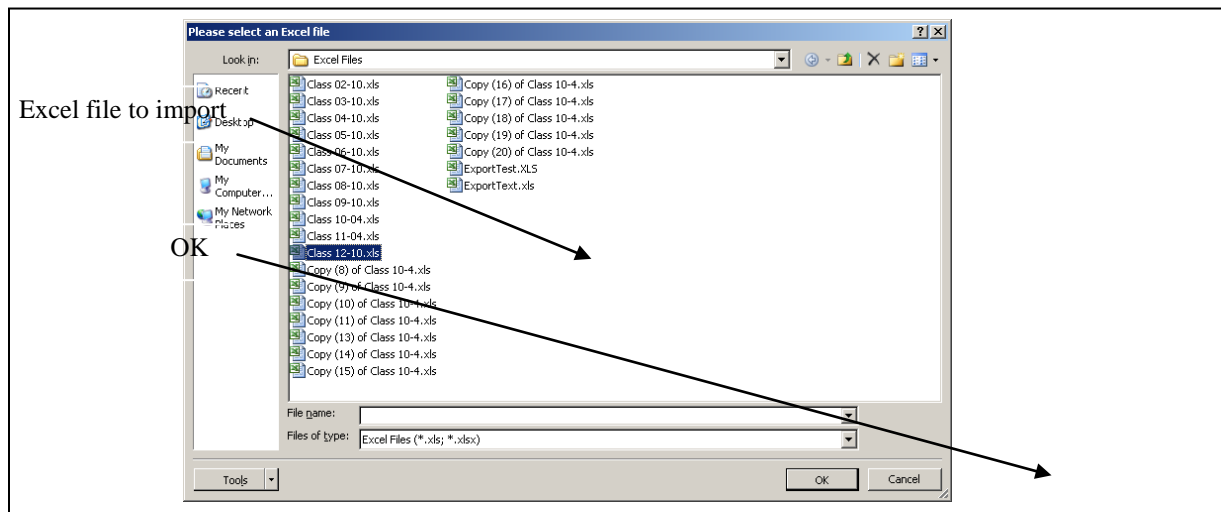 Please select an Excel file
Look in:
Excel Files
Recent
Desktop
My Documents
My Computer...
My Network Places
Excel file to import
OK
Class 02-10.xls
Class 03-10.xls
Class 04-10.xls
Class 05-10.xls
Class 06-10.xls
Class 07-10.xls
Class 08-10.xls
Class 09-10.xls
Class 10-04.xls
Class 11-04.xls
Class 12-10.xls
Copy (8) of Class 10-4.xls
Copy (9) of Class 10-4.xls
Copy (10) of Class 10-4.xls
Copy (11) of Class 10-4.xls
Copy (13) of Class 10-4.xls
Copy (14) of Class 10-4.xls
Copy (15) of Class 10-4.xls
Copy (16) of Class 10-4.xls
Copy (17) of Class 10-4.xls
Copy (18) of Class 10-4.xls
Copy (19) of Class 10-4.xls
Copy (20) of Class 10-4.xls
ExportTest.XLS
ExportText.xls
File name:
Files of type:
Excel Files (*.xls; *.xlsx)
Tools
OK
Cancel